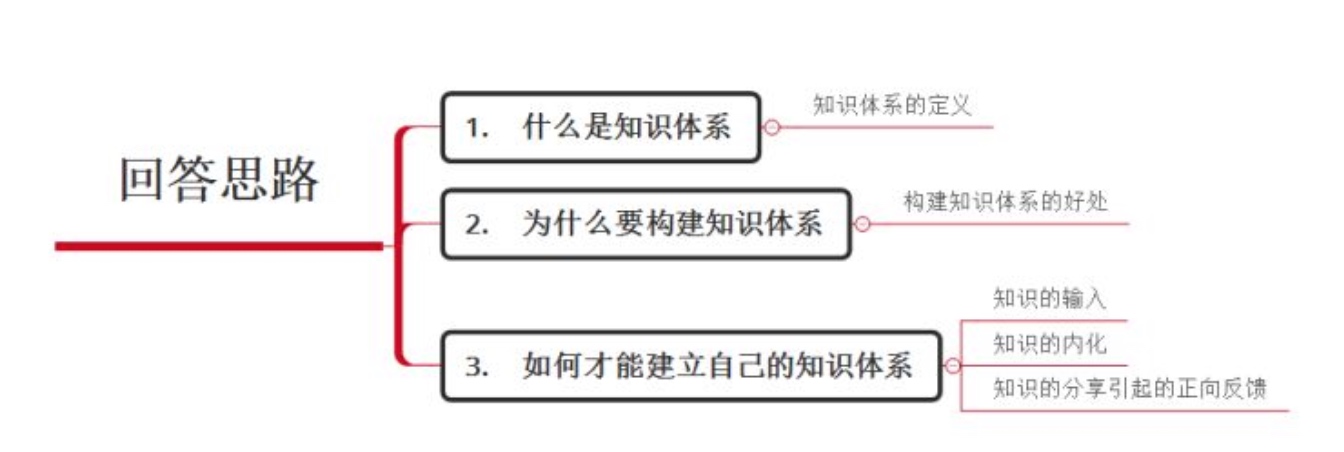 回答思路
1. 什么是知识体系
知识体系的定义
2. 为什么要构建知识体系
构建知识体系的好处
3. 如何才能建立自己的知识体系
知识的输入
知识的内化
知识的分享引起的正向反馈